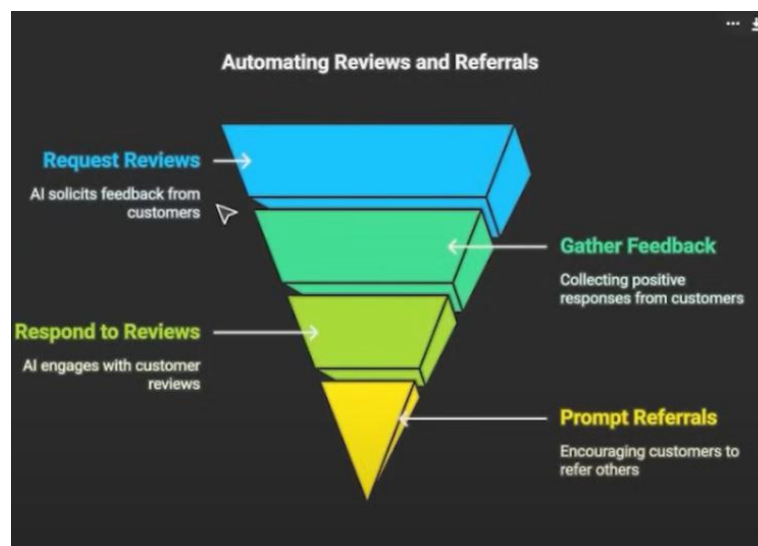 Automating Reviews and Referrals
Request Reviews
AI solicits feedback from
customers
Gather Feedback
Collecting positive
responses from customers
Respond to Reviews
AI engages with customer
reviews
Prompt Referrals
Encouraging customers to
refer others